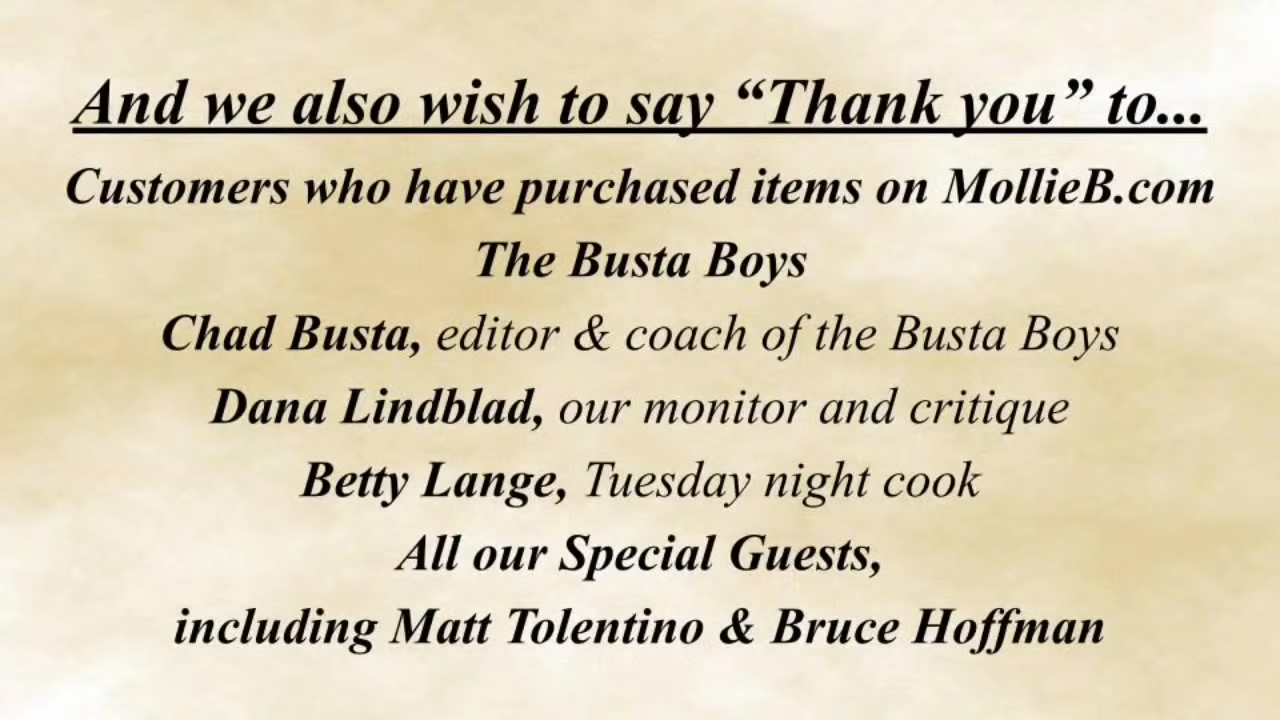 And we also wish to say “Thank you” to...
Customers who have purchased items on MollieB.com
The Busta Boys
Chad Busta, editor & coach of the Busta Boys
Dana Lindblad, our monitor and critique
Betty Lange, Tuesday night cook
All our Special Guests,
including Matt Tolentino & Bruce Hoffman